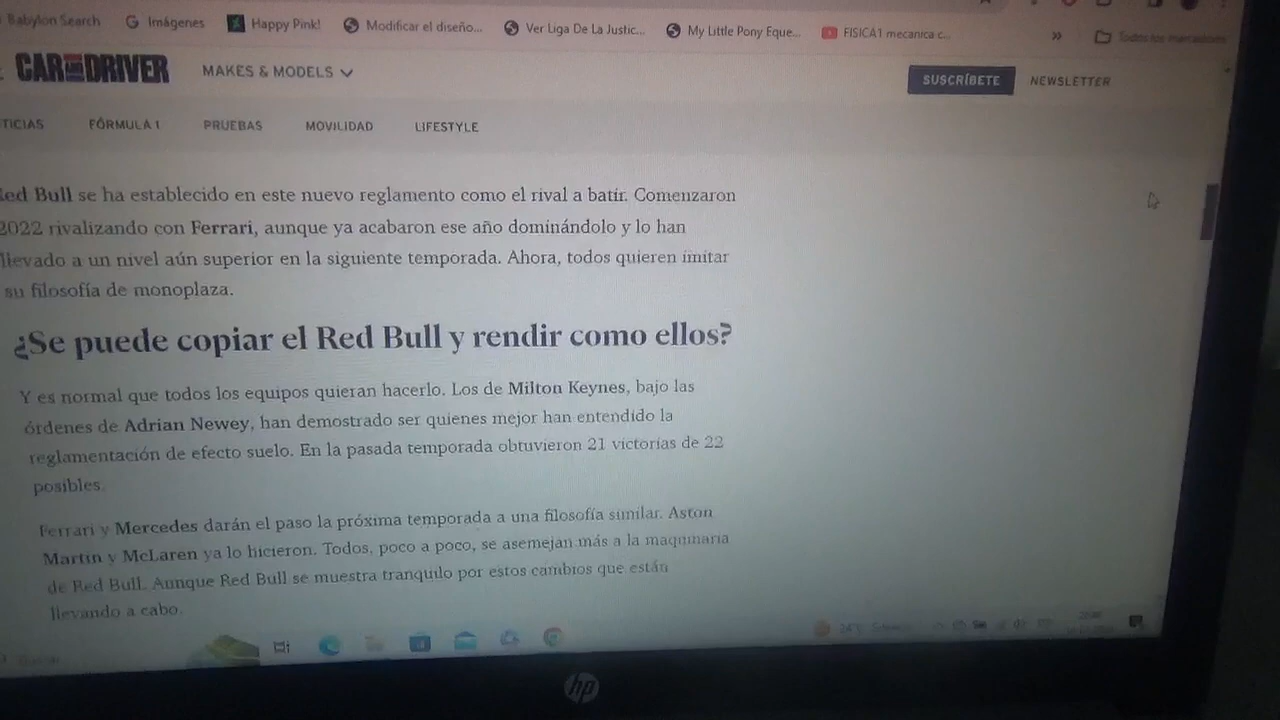 Babylon Search Imágenes Happy Pink! Modificar el diseño... Ver Liga De La Justic... My Little Pony Eque... FISICA1 mecanica c... » Todos los marcadores
CAR AND DRIVER MAKES & MODELS SUSCRÍBETE NEWSLETTER
TICIAS FÓRMULA 1 PRUEBAS MOVILIDAD LIFESTYLE
Red Bull se ha establecido en este nuevo reglamento como el rival a batir. Comenzaron
2022 rivalizando con Ferrari, aunque ya acabaron ese año dominándolo y lo han
llevado a un nivel aún superior en la siguiente temporada. Ahora, todos quieren imitar
su filosofía de monoplaza.
¿Se puede copiar el Red Bull y rendir como ellos?
Y es normal que todos los equipos quieran hacerlo. Los de Milton Keynes, bajo las
órdenes de Adrian Newey, han demostrado ser quienes mejor han entendido la
reglamentación de efecto suelo. En la pasada temporada obtuvieron 21 victorias de 22
posibles.
Ferrari y Mercedes darán el paso la próxima temporada a una filosofía similar. Aston
Martin y McLaren ya lo hicieron. Todos, poco a poco, se asemejan más a la maquinaria
de Red Bull. Aunque Red Bull se muestra tranquilo por estos cambios que están
llevando a cabo.
24°C
hp